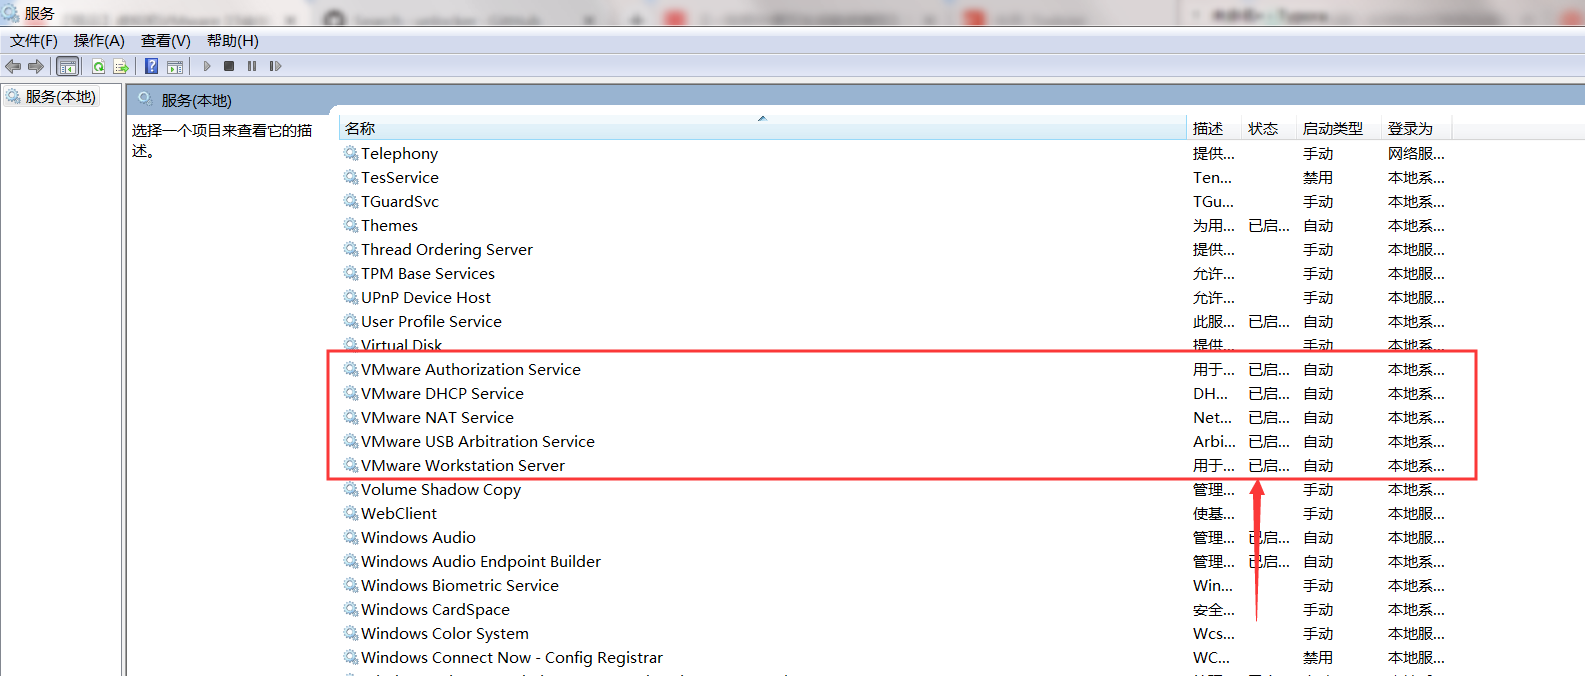 服务
文件(F) 操作(A) 查看(V) 帮助(H)
服务(本地)
服务(本地)
选择一个项目来查看它的描
述。
名称 描述 状态 启动类型 登录为
Telephony 提供... 手动 网络服...
TesService Ten... 禁用 本地系...
TGuardSvc TGu... 手动 本地系...
Themes 为用... 已启... 自动 本地系...
Thread Ordering Server 提供... 手动 本地服...
TPM Base Services 允许... 手动 本地服...
UPnP Device Host 允许... 手动 本地服...
User Profile Service 此服... 已启... 自动 本地系...
Virtual Disk 提供... 手动 本地系...
VMware Authorization Service 用于... 已启... 自动 本地系...
VMware DHCP Service DH... 已启... 自动 本地系...
VMware NAT Service Net... 已启... 自动 本地系...
VMware USB Arbitration Service Arbi... 已启... 自动 本地系...
VMware Workstation Server 用于... 已启... 自动 本地系...
Volume Shadow Copy 管理... 手动 本地系...
WebClient 使基... 手动 本地服...
Windows Audio 管理... 已启... 自动 本地服...
Windows Audio Endpoint Builder 管理... 已启... 自动 本地系...
Windows Biometric Service Win... 手动 本地系...
Windows CardSpace 安全... 手动 本地系...
Windows Color System Wcs... 手动 本地服...
Windows Connect Now - Config Registrar WC... 禁用 本地服...